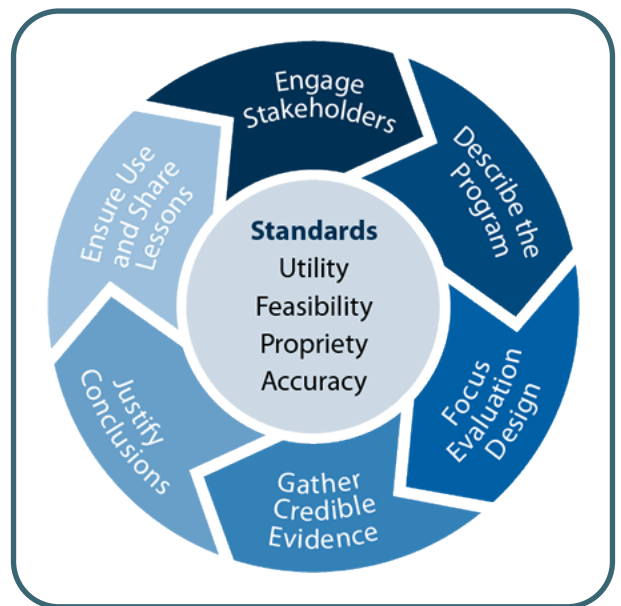 Engage
Stakeholders
Describe the
Program
Focus
Evaluation
Design
Gather
Credible
Evidence
Justify
Conclusions
Ensure Use
and Share
Lessons
Standards
Utility
Feasibility
Propriety
Accuracy